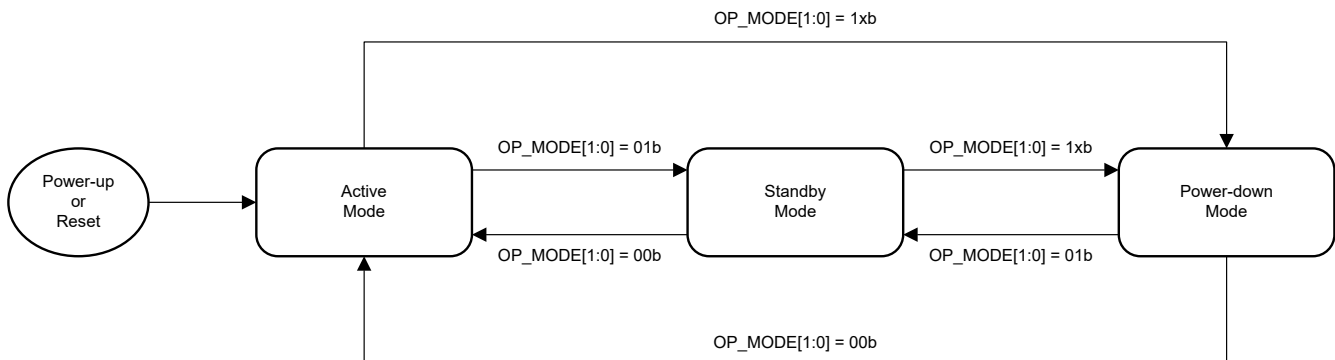 OP_MODE[1:0] = 1xb
Power-up
or
Reset
Active
Mode
OP_MODE[1:0] = 01b
OP_MODE[1:0] = 00b
Standby
Mode
OP_MODE[1:0] = 1xb
OP_MODE[1:0] = 01b
Power-down
Mode
OP_MODE[1:0] = 00b